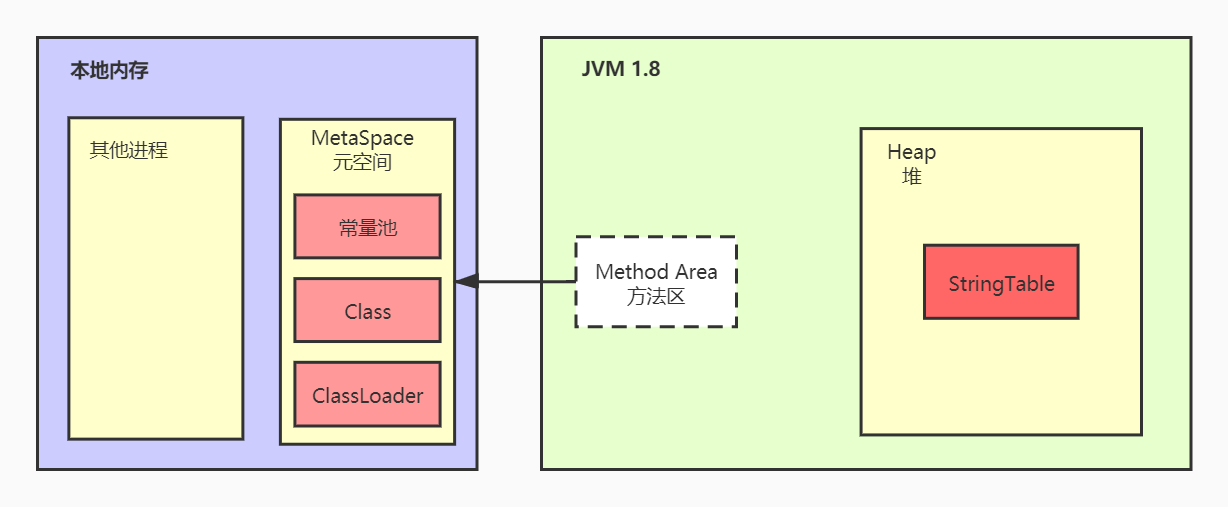 本地内存
其他进程
MetaSpace
元空间
常量池
Class
ClassLoader
JVM 1.8
Method Area
方法区
Heap
堆
StringTable